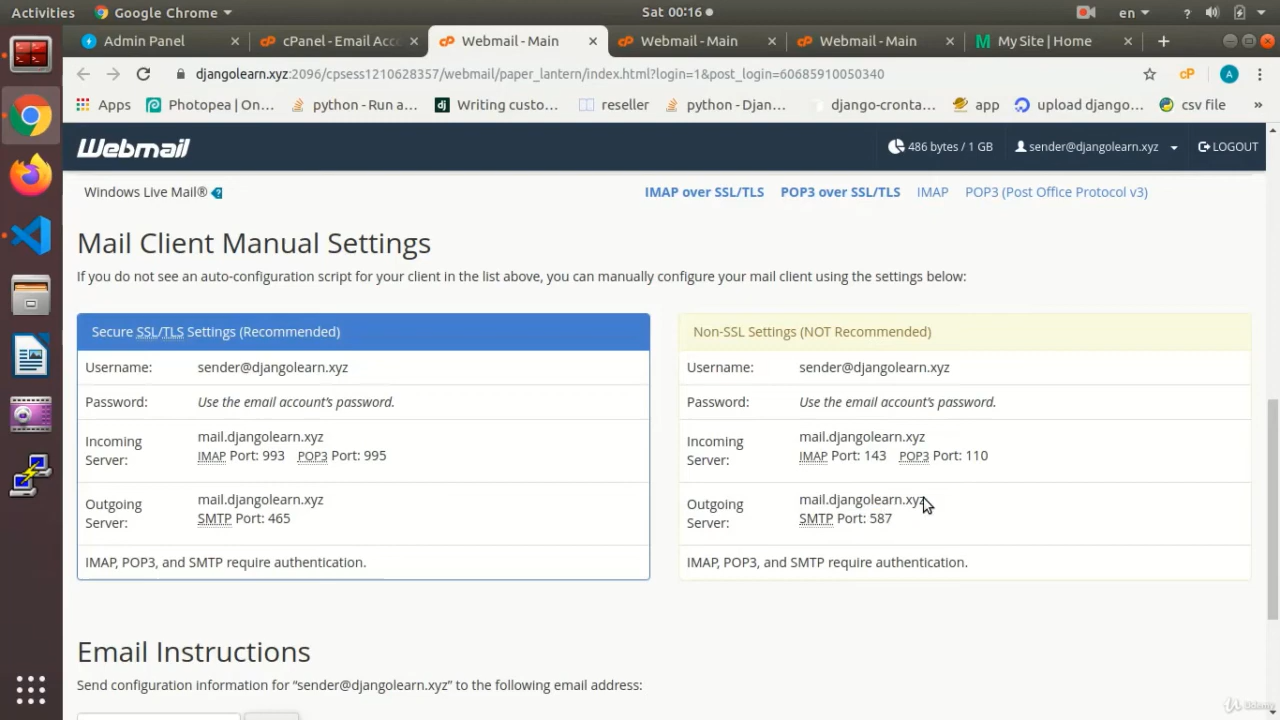 Activities
Google Chrome
Sat 00:16
en
?
Admin Panel
cPanel - Email Acc
Webmail - Main
Webmail - Main
Webmail - Main
MySite | Home
djangolearn.xyz:2096/cpsess1210628357/webmail/paper_lantern/index.html?login=1&post_login=60685910050340
cP
A
Apps
Photopea | On...
python - Run a...
dj
Writing custo...
reseller
python - Djan...
django-cronta...
app
upload django...
csv file
»
Webmail
486 bytes / 1 GB
sender@djangolearn.xyz
LOGOUT
Windows Live Mail®
IMAP over SSL/TLS
POP3 over SSL/TLS
IMAP
POP3 (Post Office Protocol v3)
Mail Client Manual Settings
If you do not see an auto-configuration script for your client in the list above, you can manually configure your mail client using the settings below:
Secure SSL/TLS Settings (Recommended)
Username: sender@djangolearn.xyz
Password: Use the email account's password.
Incoming Server:
mail.djangolearn.xyz
IMAP Port: 993 POP3 Port: 995
Outgoing Server:
mail.djangolearn.xyz
SMTP Port: 465
IMAP, POP3, and SMTP require authentication.
Non-SSL Settings (NOT Recommended)
Username: sender@djangolearn.xyz
Password: Use the email account's password.
Incoming Server:
mail.djangolearn.xyz
IMAP Port: 143 POP3 Port: 110
Outgoing Server:
mail.djangolearn.xyz
SMTP Port: 587
IMAP, POP3, and SMTP require authentication.
Email Instructions
Send configuration information for “sender@djangolearn.xyz” to the following email address:
Udemy